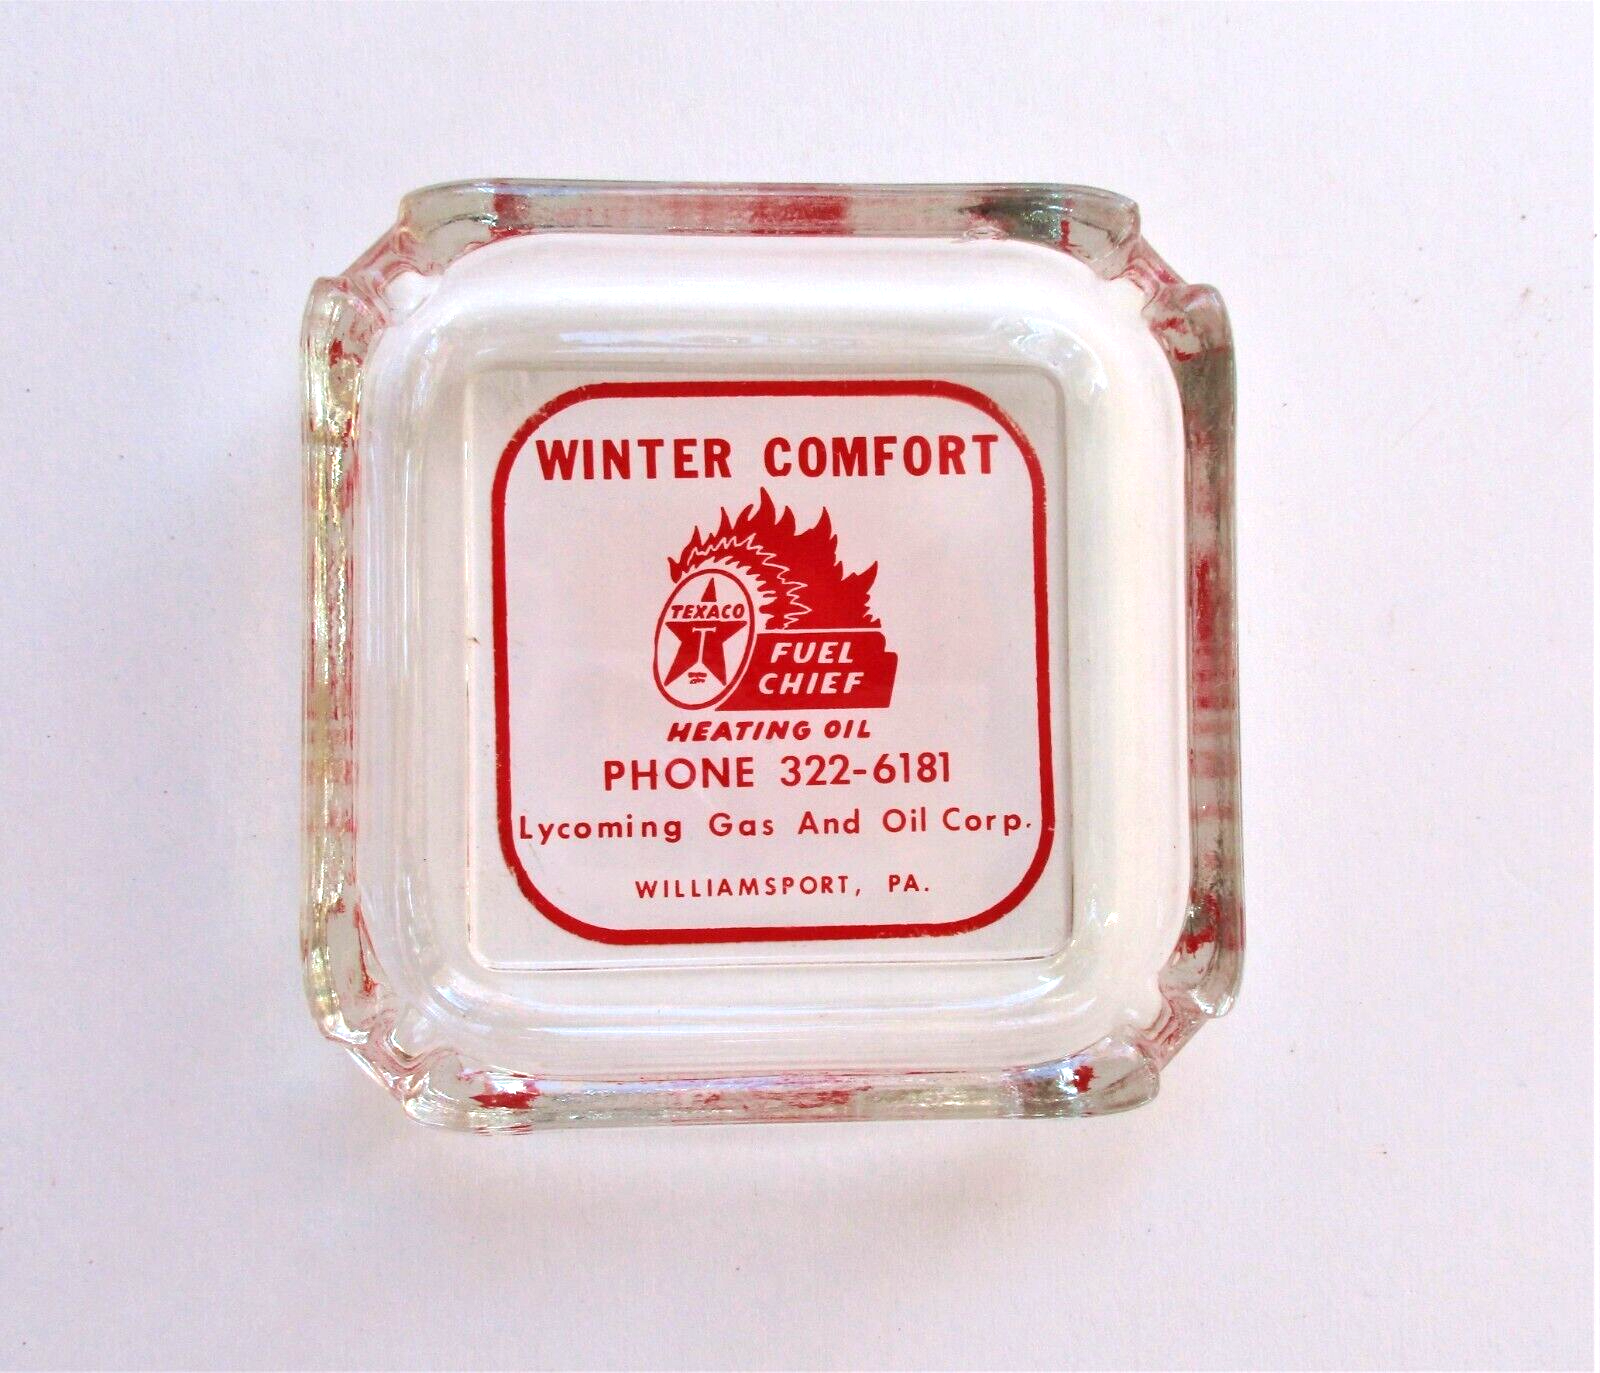 WINTER COMFORT
TEXACO
T
FUEL
CHIEF
HEATING OIL
PHONE 322-6181
Lycoming Gas And Oil Corp.
WILLIAMSPORT, PA.